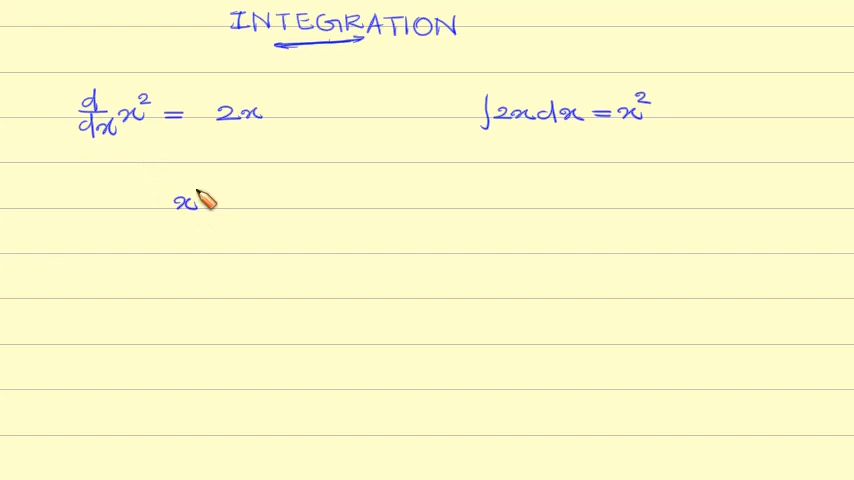 INTEGRATION
d/dx x² = 2x
∫2x dx = x²
x